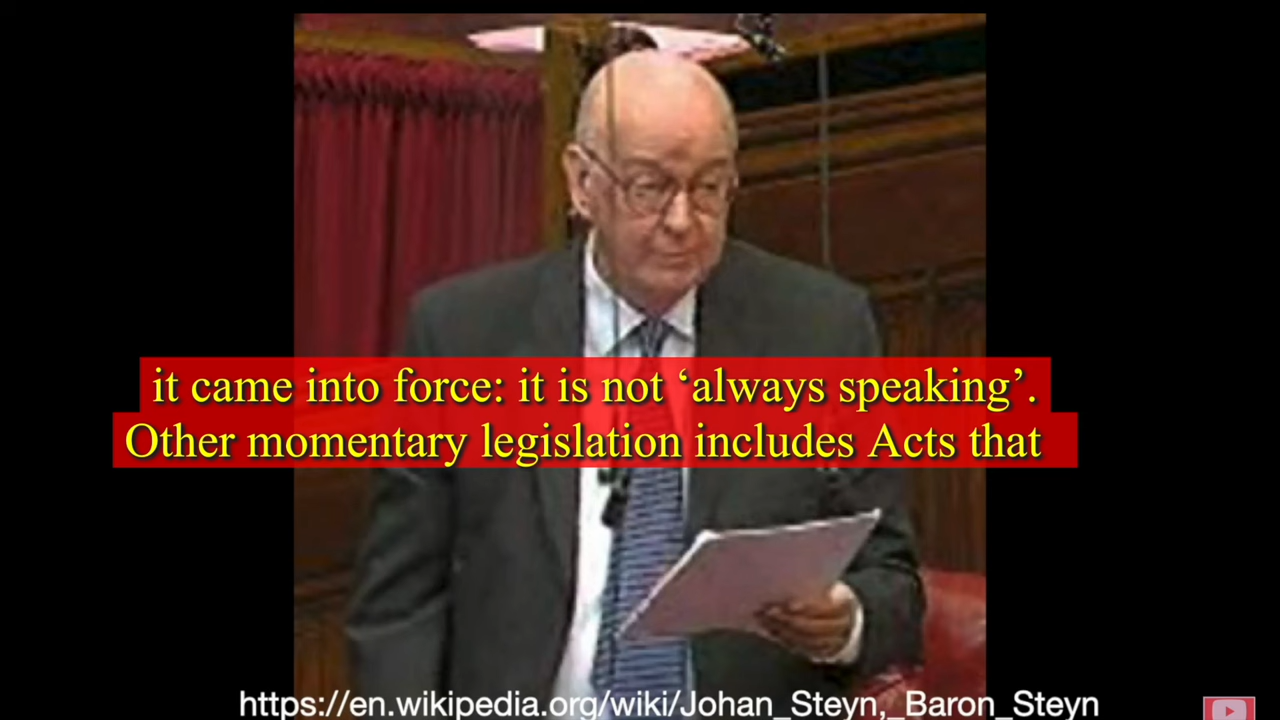 it came into force: it is not ‘always speaking’.
Other momentary legislation includes Acts that
https://en.wikipedia.org/wiki/Johan_Steyn,_Baron_Steyn